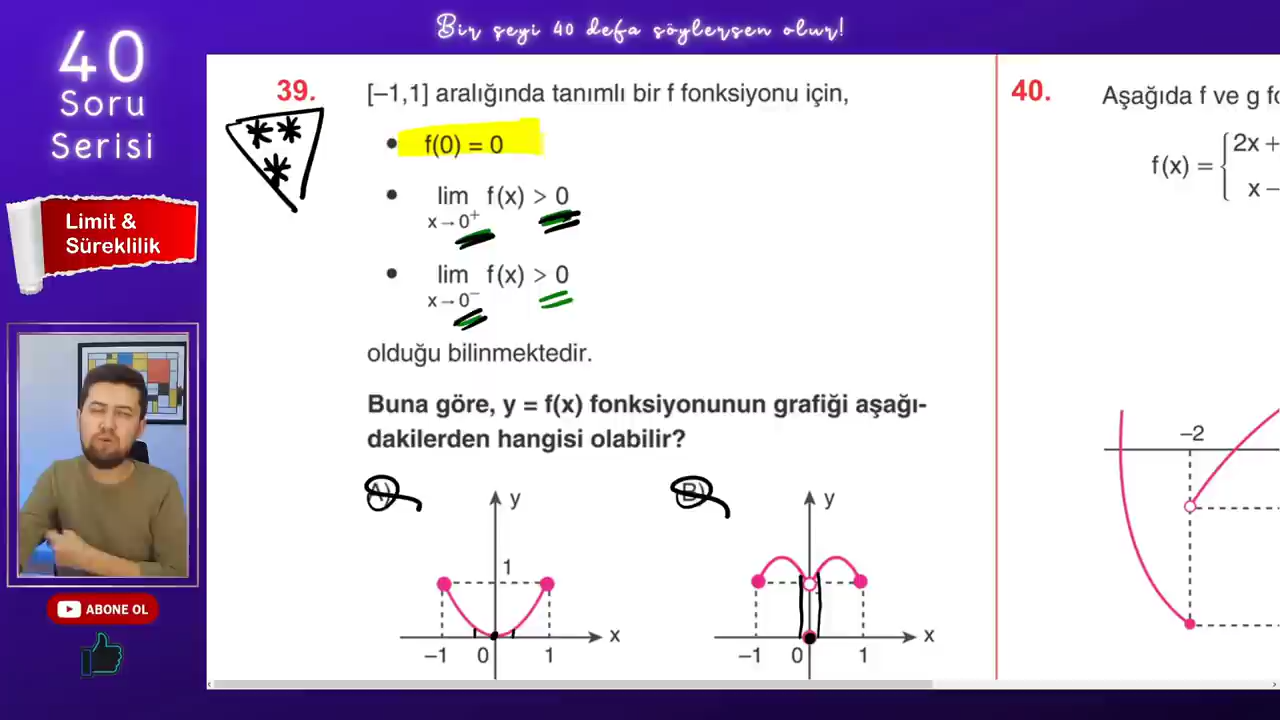 Bir şeyi 40 defa söylersen olur!
40
Soru
Serisi
Limit &
Süreklilik
ABONE OL
39.
[–1,1] aralığında tanımlı bir f fonksiyonu için,
• f(0) = 0
• lim f(x) > 0
x→0⁺
• lim f(x) > 0
x→0⁻
olduğu bilinmektedir.
Buna göre, y = f(x) fonksiyonunun grafiği aşağı-
dakilerden hangisi olabilir?
A)
y
1
x
–1 0 1
B)
y
x
–1 0 1
40.
Aşağıda f ve g fo
2x +
f(x) =
x –
–2